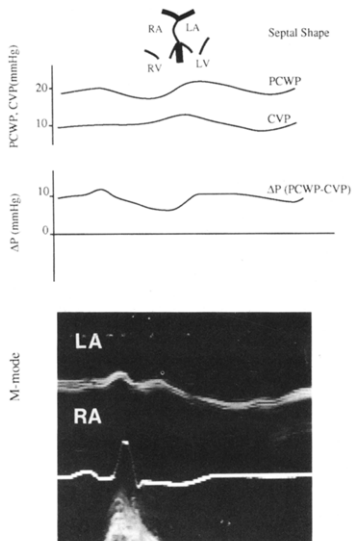 RA LA
Septal Shape
RV LV
PCWP, CVP(mmHg)
20
10
PCWP
CVP
ΔP (mmHg)
10
0
ΔP (PCWP-CVP)
M-mode
LA
RA